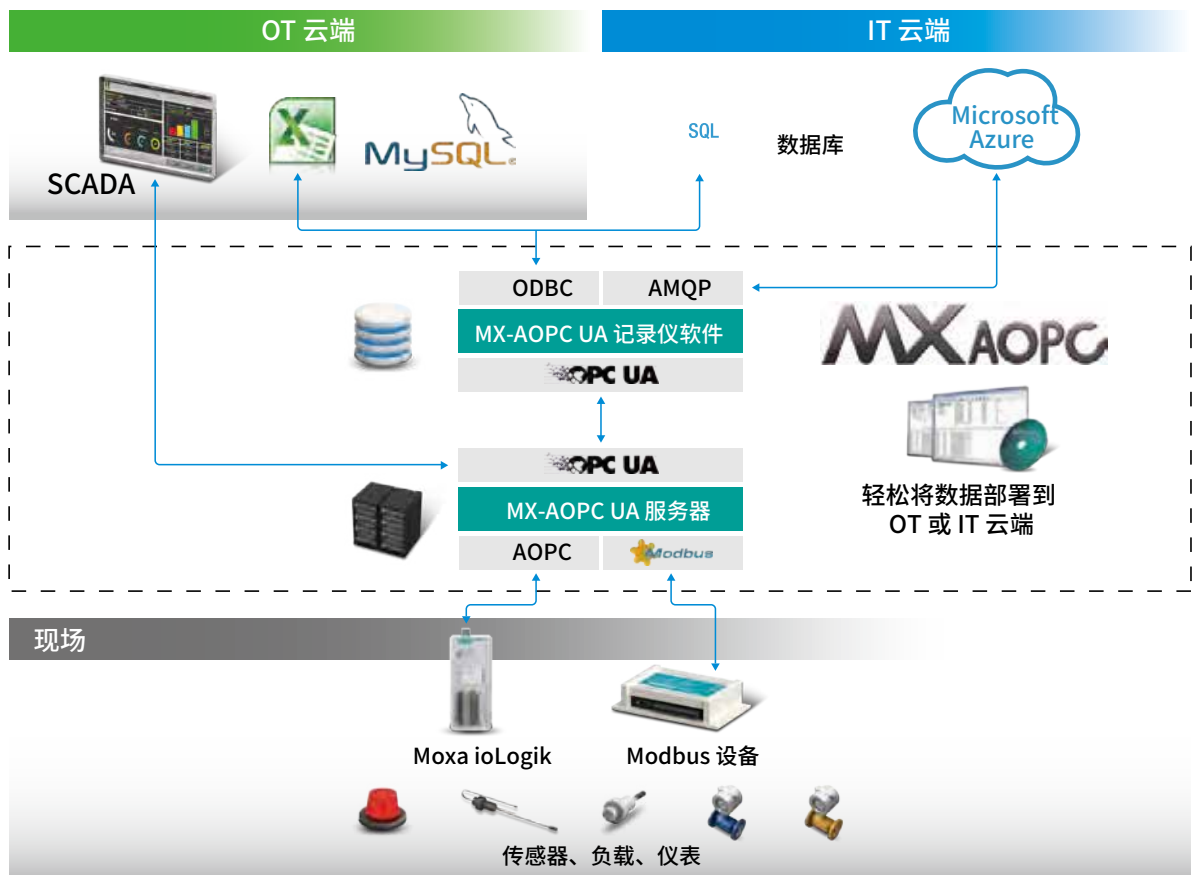 OT 云端
IT 云端
SCADA
MySQL®
SQL
数据库
Microsoft
Azure
ODBC
AMQP
MX-AOPC UA 记录仪软件
OPC UA
MX AOPC
OPC UA
MX-AOPC UA 服务器
AOPC
Modbus
轻松将数据部署到
OT 或 IT 云端
现场
Moxa ioLogik
Modbus 设备
传感器、负载、仪表